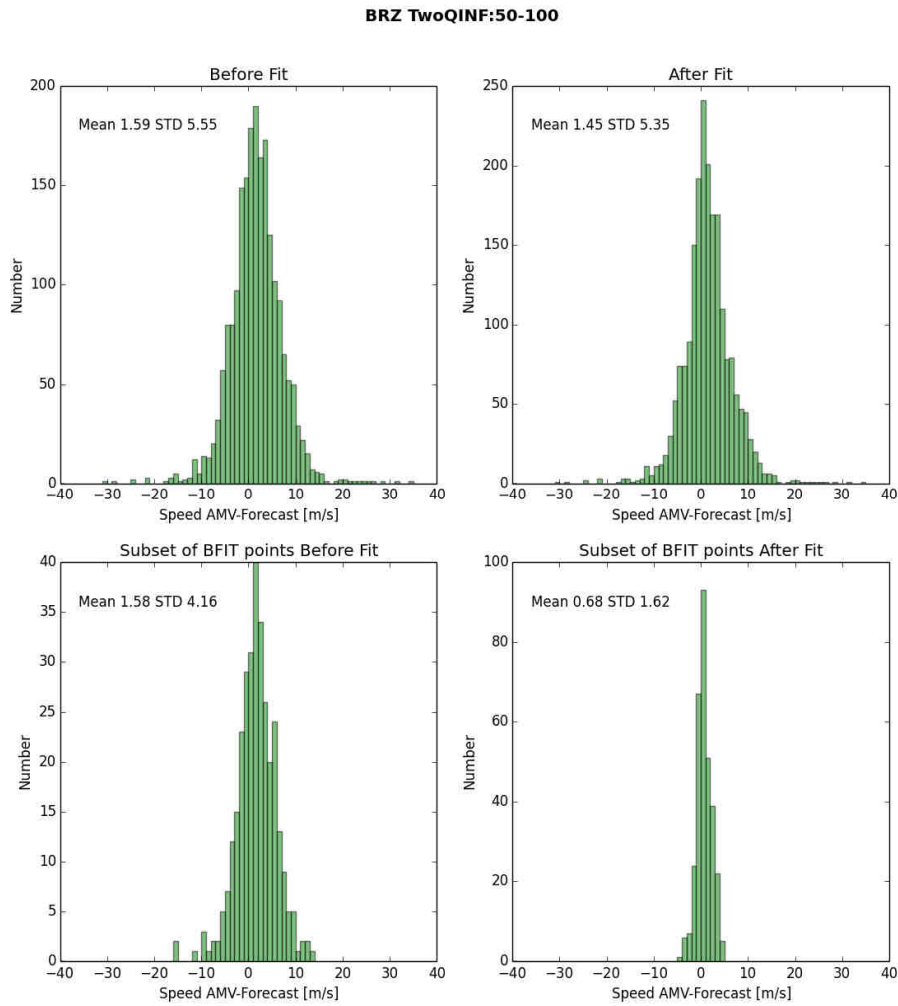 BRZ TwoQINF:50-100
Before Fit
200
150
100
50
0
Number
Mean 1.59 STD 5.55
−40 −30 −20 −10 0 10 20 30 40
Speed AMV-Forecast [m/s]
After Fit
250
200
150
100
50
0
Number
Mean 1.45 STD 5.35
−40 −30 −20 −10 0 10 20 30 40
Speed AMV-Forecast [m/s]
Subset of BFIT points Before Fit
40
35
30
25
20
15
10
5
0
Number
Mean 1.58 STD 4.16
−40 −30 −20 −10 0 10 20 30 40
Speed AMV-Forecast [m/s]
Subset of BFIT points After Fit
100
80
60
40
20
0
Number
Mean 0.68 STD 1.62
−40 −30 −20 −10 0 10 20 30 40
Speed AMV-Forecast [m/s]